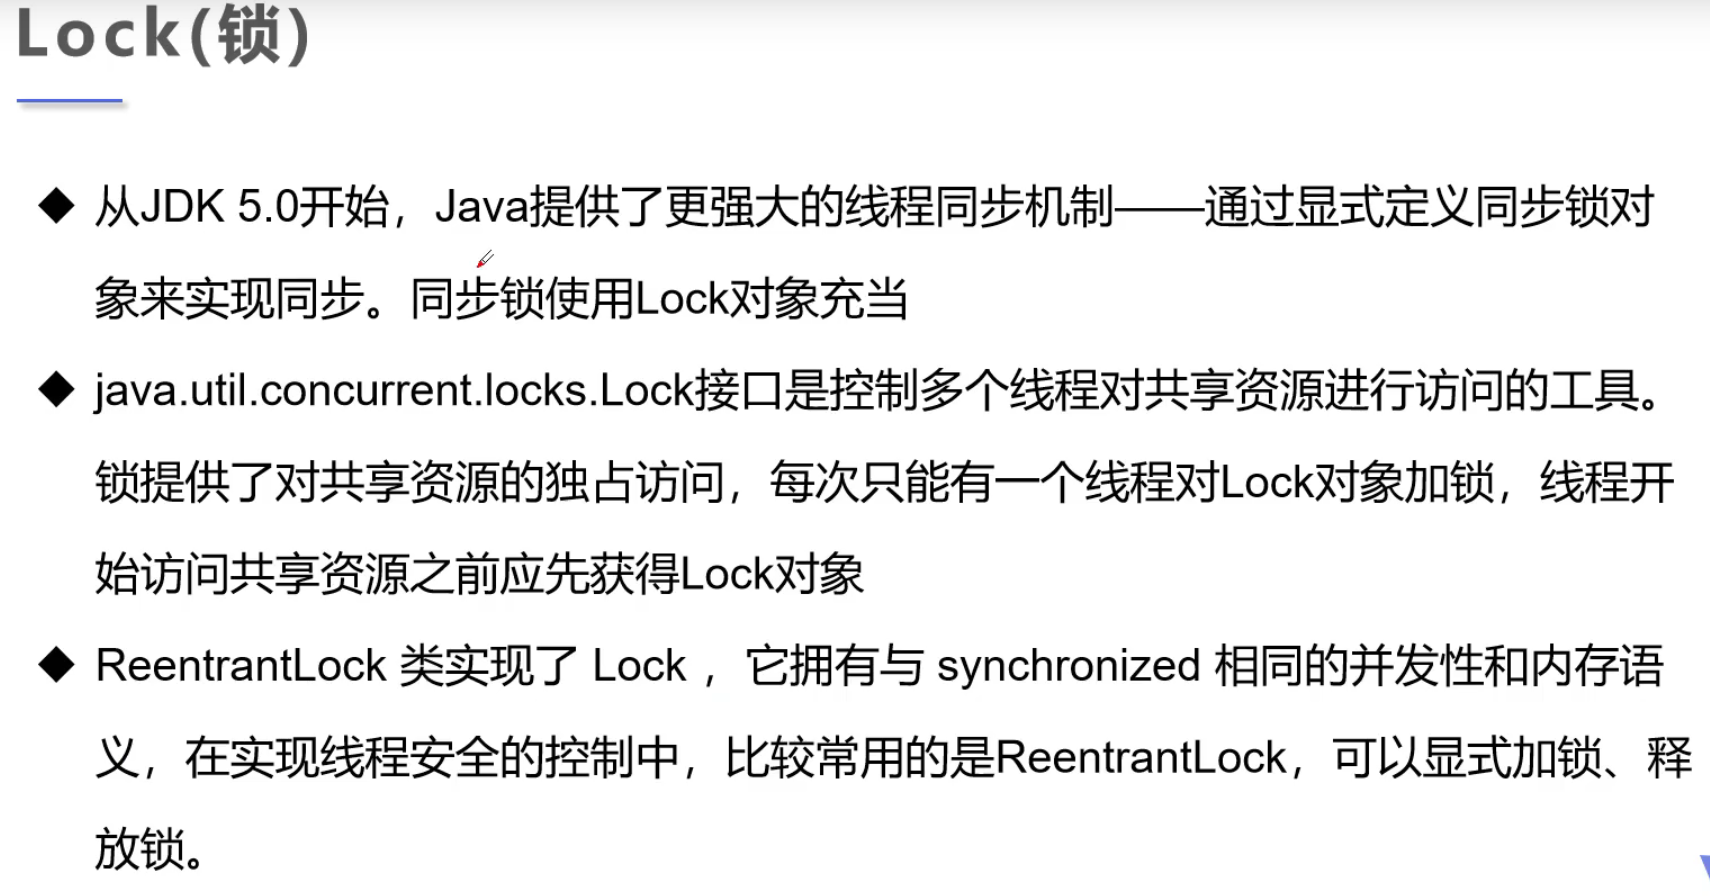 Lock(锁)
◆ 从JDK 5.0开始，Java提供了更强大的线程同步机制——通过显式定义同步锁对
象来实现同步。同步锁使用Lock对象充当
◆ java.util.concurrent.locks.Lock接口是控制多个线程对共享资源进行访问的工具。
锁提供了对共享资源的独占访问，每次只能有一个线程对Lock对象加锁，线程开
始访问共享资源之前应先获得Lock对象
◆ ReentrantLock 类实现了 Lock ，它拥有与 synchronized 相同的并发性和内存语
义，在实现线程安全的控制中，比较常用的是ReentrantLock，可以显式加锁、释
放锁。